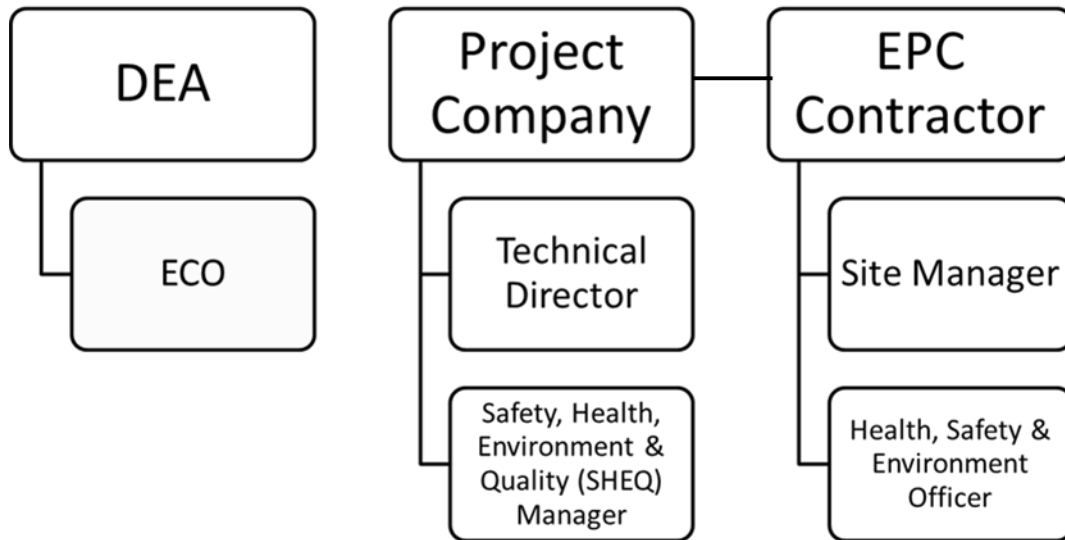 DEA
ECO
Project
Company
Technical
Director
Safety, Health,
Environment &
Quality (SHEQ)
Manager
EPC
Contractor
Site Manager
Health, Safety &
Environment
Officer